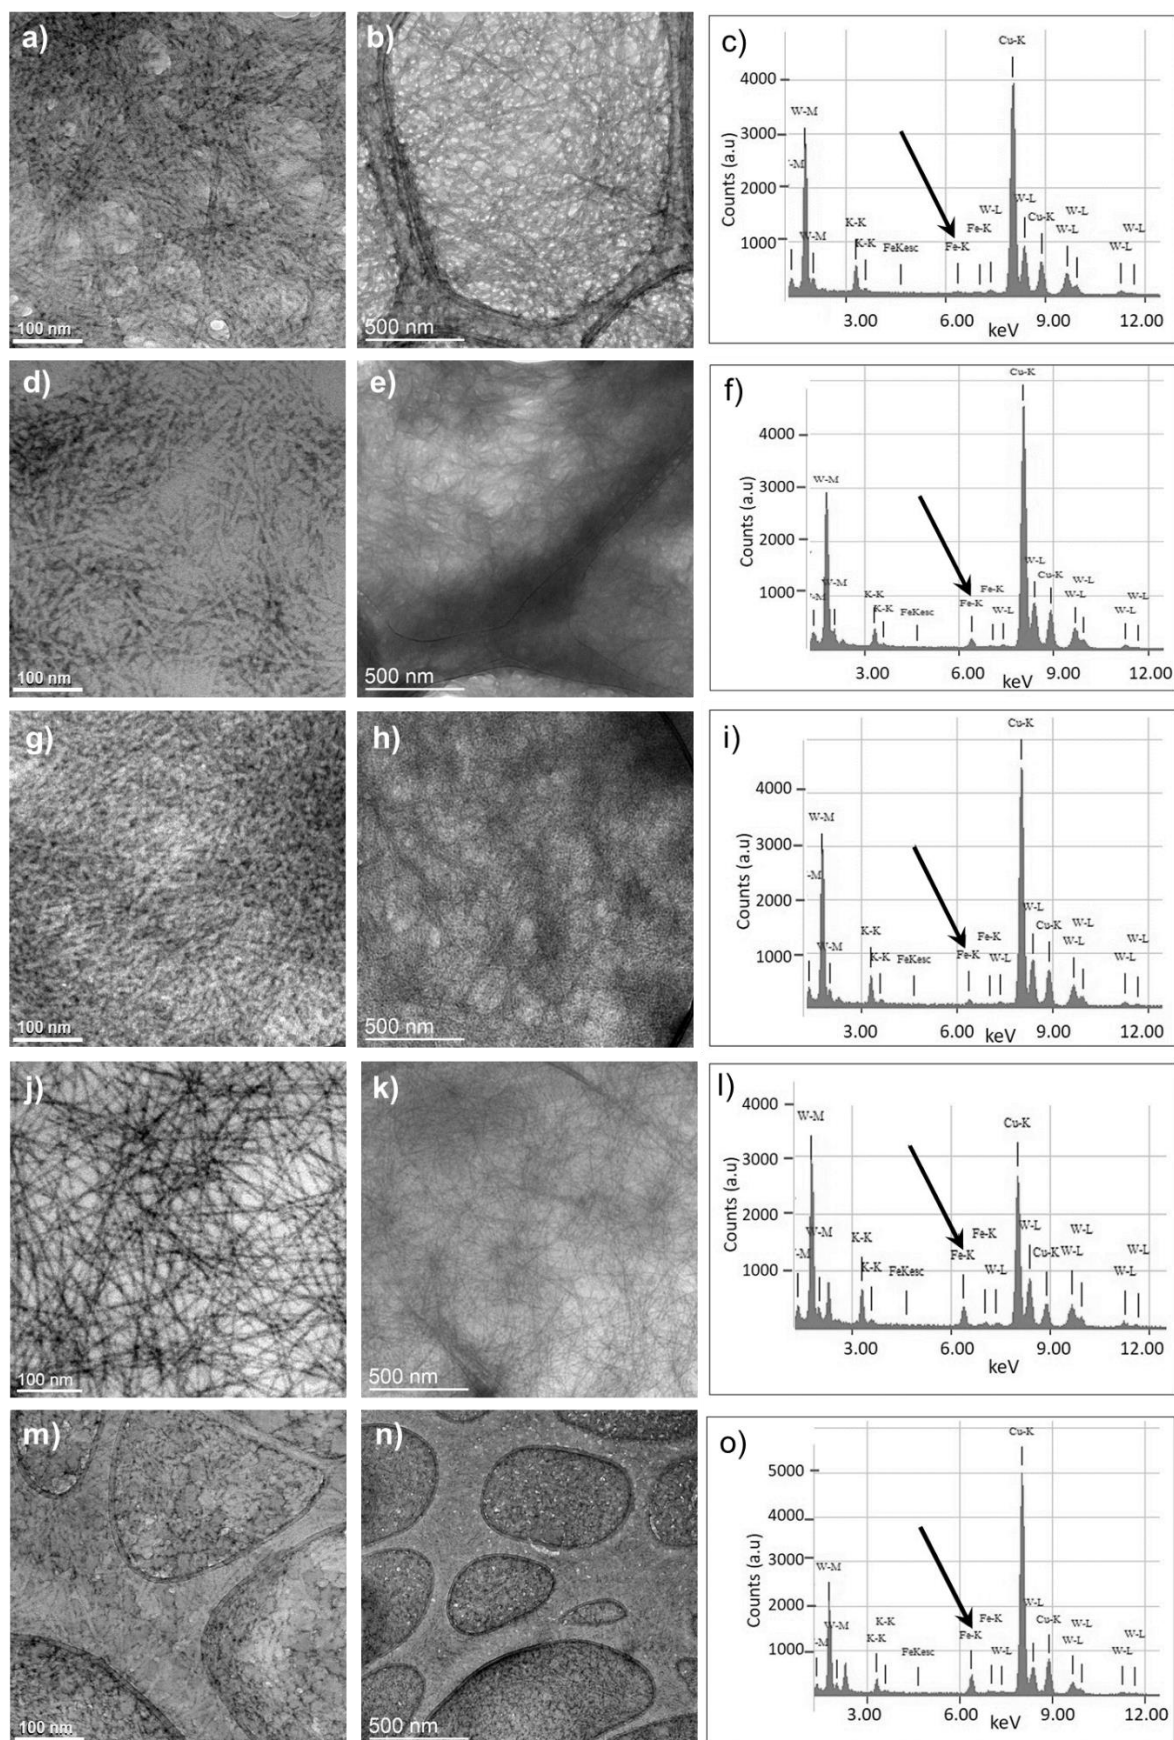 a)
100 nm
b)
500 nm
c)
Cu-K
4000
W-M
3000
-M
2000
W-L
W-L
W-L
K-K
Fe-K
Cu-K
W-L
1000
W-M
K-K
FeKesc
Fe-K
W-L
W-L
Counts (a.u)
3.00 6.00 9.00 12.00
keV
d)
100 nm
e)
500 nm
f)
Cu-K
4000
W-M
3000
2000
W-L
W-L
W-M
Fe-K
Cu-K
W-L
1000
-M
K-K
K-K
FeKesc
Fe-K
W-L
W-L
W-L
Counts (a.u)
3.00 6.00 9.00 12.00
keV
g)
100 nm
h)
500 nm
i)
Cu-K
4000
W-M
3000
-M
2000
W-L
W-L
K-K
Fe-K
Cu-K
W-L
1000
W-M
K-K
FeKesc
Fe-K
W-L
W-L
W-L
Counts (a.u)
3.00 6.00 9.00 12.00
keV
j)
100 nm
k)
500 nm
l)
4000
W-M
Cu-K
3000
2000
W-M
K-K
Fe-K
W-L
W-L
Fe-K
Cu-K
W-L
W-L
1000
-M
K-K
FeKesc
W-L
W-L
Counts (a.u)
3.00 6.00 9.00 12.00
keV
m)
100 nm
n)
500 nm
o)
Cu-K
5000
4000
3000
W-M
2000
W-L
W-L
W-M
K-K
Fe-K
Cu-K
W-L
1000
-M
K-K
FeKesc
Fe-K
W-L
W-L
W-L
Counts (a.u)
3.00 6.00 9.00 12.00
keV